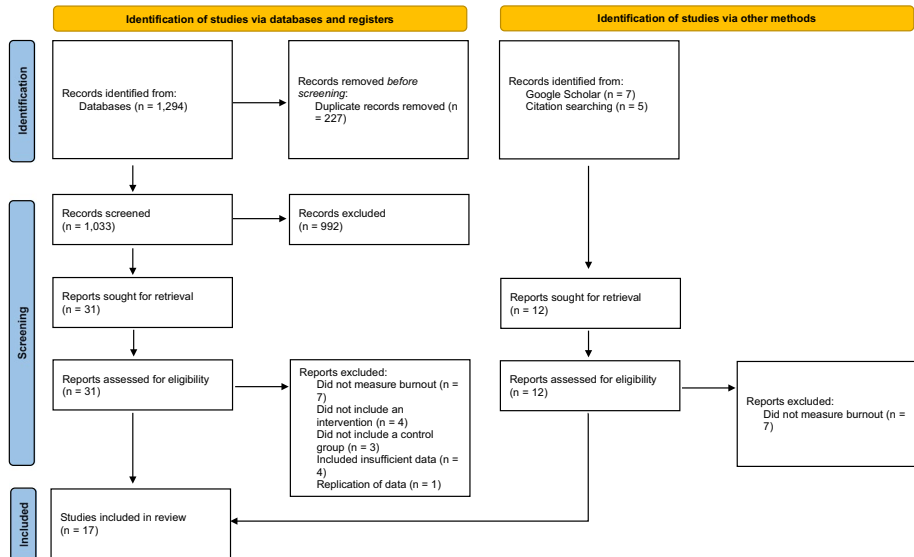 Identification of studies via databases and registers
Identification of studies via other methods
Identification
Records identified from:
Databases (n = 1,294)
Records removed before
screening:
Duplicate records removed (n
= 227)
Records identified from:
Google Scholar (n = 7)
Citation searching (n = 5)
Screening
Records screened
(n = 1,033)
Records excluded
(n = 992)
Reports sought for retrieval
(n = 31)
Reports sought for retrieval
(n = 12)
Reports assessed for eligibility
(n = 31)
Reports excluded:
Did not measure burnout (n =
7)
Did not include an
intervention (n = 4)
Did not include a control
group (n = 3)
Included insufficient data (n =
4)
Replication of data (n = 1)
Reports assessed for eligibility
(n = 12)
Reports excluded:
Did not measure burnout (n =
7)
Included
Studies included in review
(n = 17)